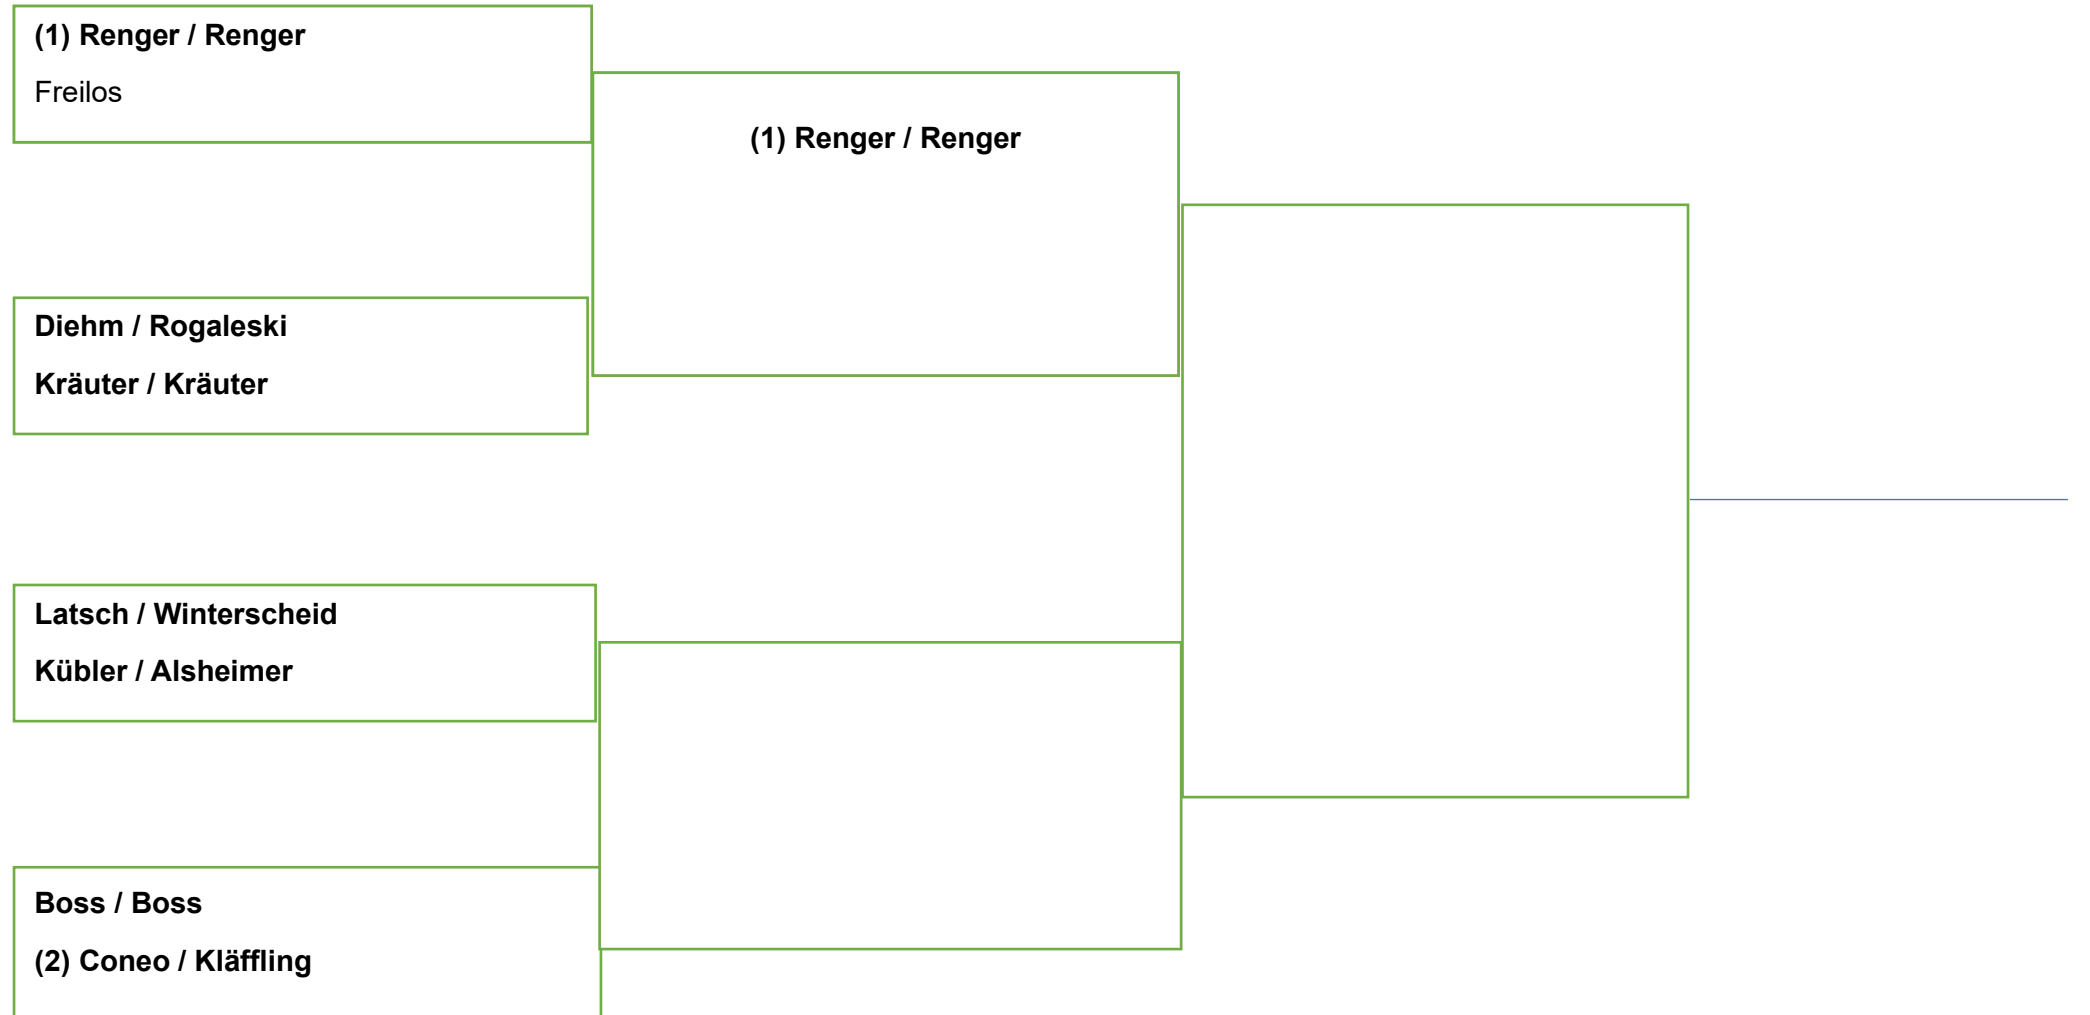 (1) Renger / Renger
Freilos
(1) Renger / Renger
Diehm / Rogaleski
Kräuter / Kräuter
Latsch / Winterscheid
Kübler / Alsheimer
Boss / Boss
(2) Coneo / Kläffling